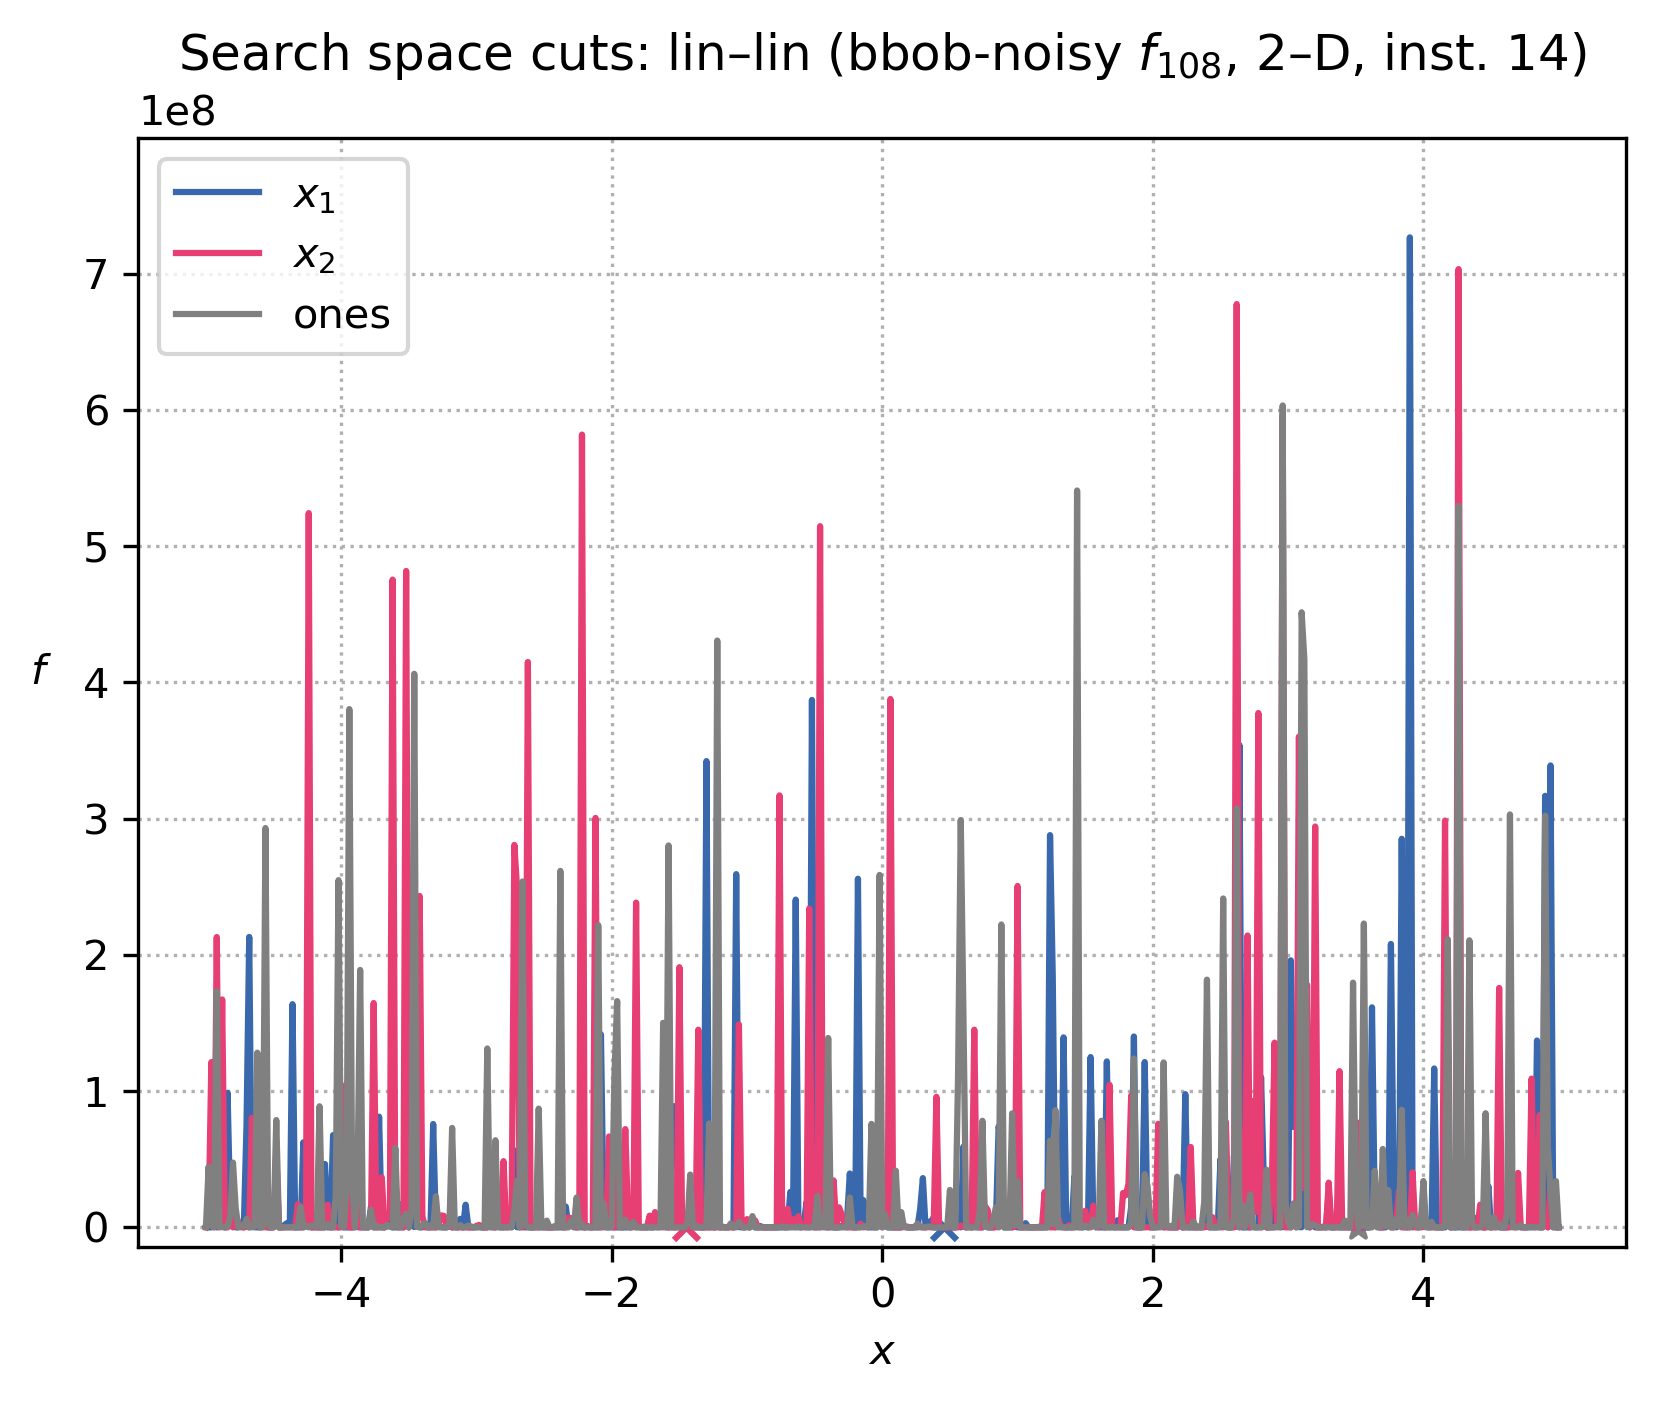 Search space cuts: lin–lin (bbob-noisy f₁₀₈, 2–D, inst. 14)
1e8
x₁
x₂
ones
7
6
5
4
3
2
1
0
f
−4
−2
0
2
4
x